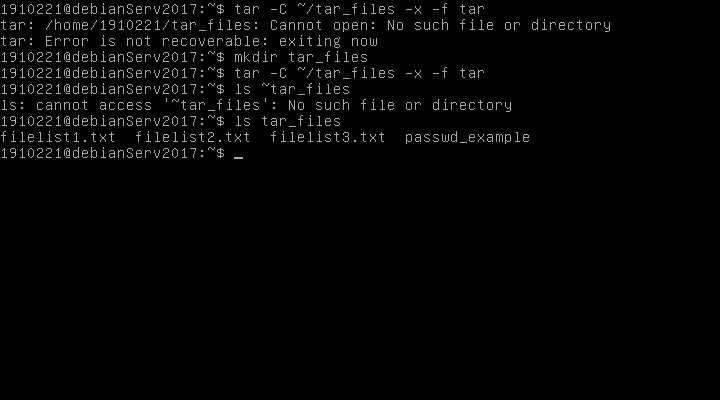 1910221@debianServ2017:~$ tar -C ~/tar_files -x -f tar
tar: /home/1910221/tar_files: Cannot open: No such file or directory
tar: Error is not recoverable: exiting now
1910221@debianServ2017:~$ mkdir tar_files
1910221@debianServ2017:~$ tar -C ~/tar_files -x -f tar
1910221@debianServ2017:~$ ls ~tar_files
ls: cannot access '~tar_files': No such file or directory
1910221@debianServ2017:~$ ls tar_files
filelist1.txt  filelist2.txt  filelist3.txt  passwd_example
1910221@debianServ2017:~$ _